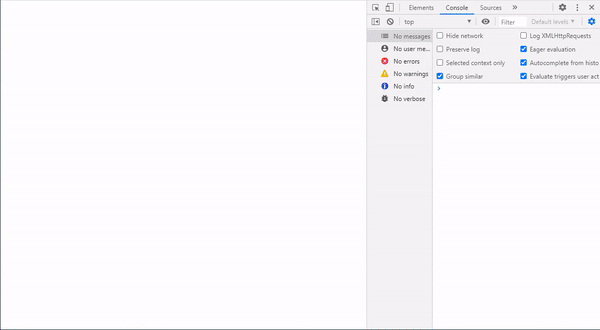 Elements Console Sources »
top Filter Default levels
No messages
No user me...
No errors
No warnings
No info
No verbose
Hide network Log XMLHttpRequests
Preserve log Eager evaluation
Selected context only Autocomplete from histo
Group similar Evaluate triggers user act
>